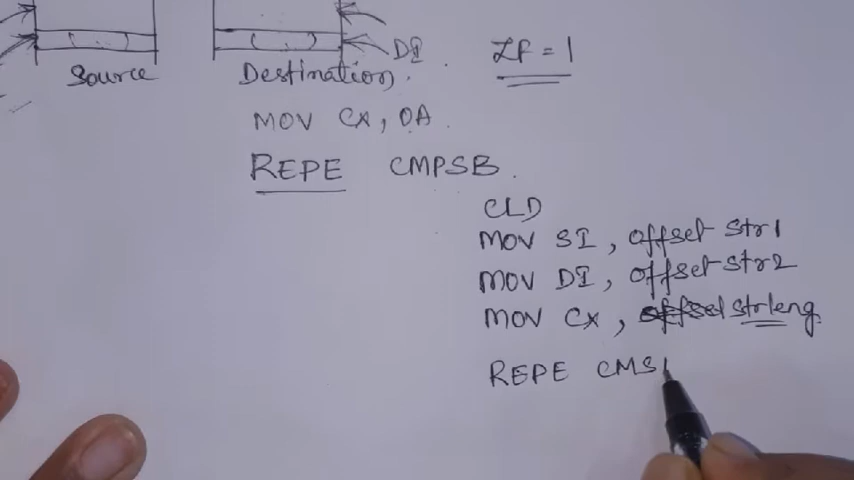 Source
Destination.
DI
ZF = 1
MOV CX, 0A.
REPE CMPSB.
CLD
MOV SI, offset str1
MOV DI, offset str2
MOV CX, offset strleng
REPE CMS